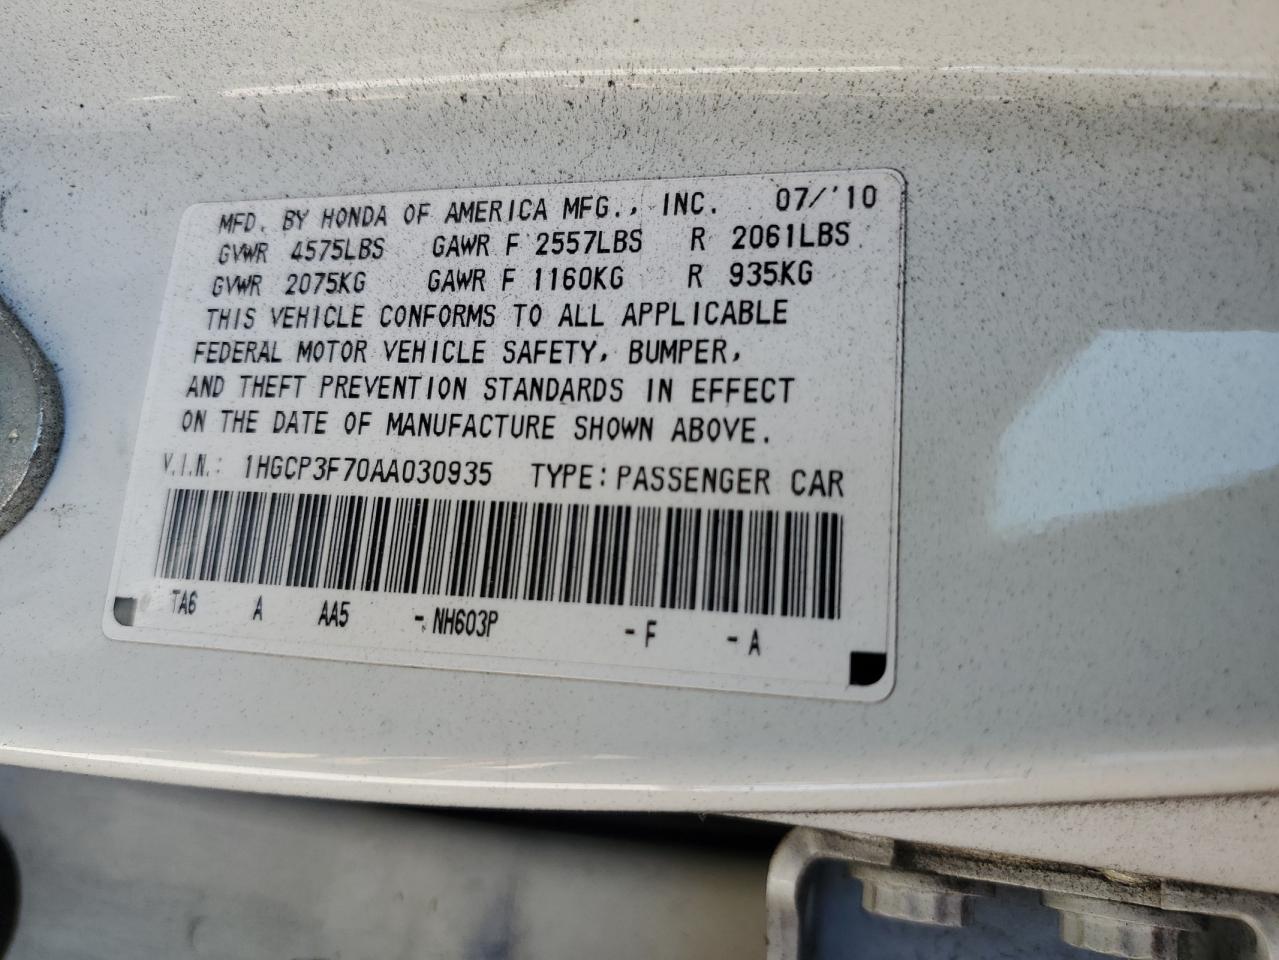 MFD. BY HONDA OF AMERICA MFG., INC. 07/'10
GVWR 4575LBS GAWR F 2557LBS R 2061LBS
GVWR 2075KG GAWR F 1160KG R 935KG
THIS VEHICLE CONFORMS TO ALL APPLICABLE
FEDERAL MOTOR VEHICLE SAFETY, BUMPER,
AND THEFT PREVENTION STANDARDS IN EFFECT
ON THE DATE OF MANUFACTURE SHOWN ABOVE.
V.I.N.: 1HGCP3F70AA030935 TYPE: PASSENGER CAR
TA6 A AA5 - NH603P - F - A